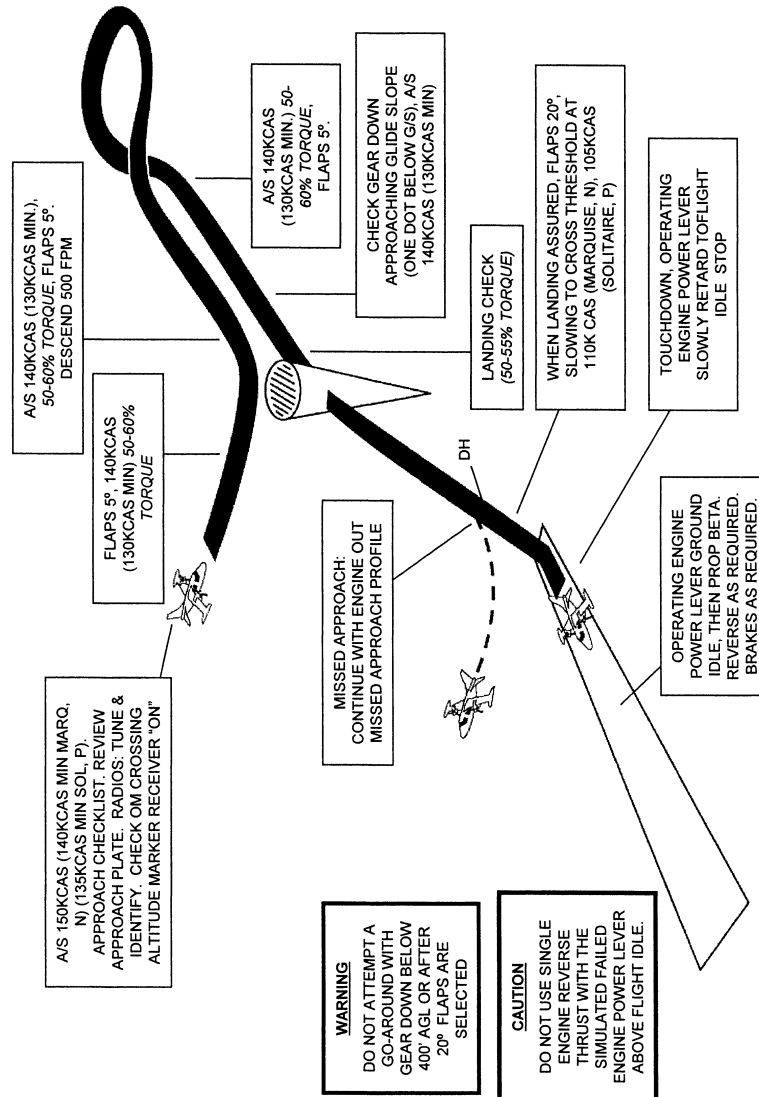 A/S 150KCAS (140KCAS MIN MARQ,
N) (135KCAS MIN SOL, P).
APPROACH CHECKLIST. REVIEW
APPROACH PLATE. RADIOS: TUNE &
IDENTIFY. CHECK OM CROSSING
ALTITUDE MARKER RECEIVER "ON"
FLAPS 5º, 140KCAS
(130KCAS MIN) 50-60%
TORQUE
A/S 140KCAS (130KCAS MIN.),
50-60% TORQUE, FLAPS 5º.
DESCEND 500 FPM
A/S 140KCAS
(130KCAS MIN.) 50-
60% TORQUE,
FLAPS 5º.
CHECK GEAR DOWN
APPROACHING GLIDE SLOPE
(ONE DOT BELOW G/S), A/S
140KCAS (130KCAS MIN)
LANDING CHECK
(50-55% TORQUE)
MISSED APPROACH:
CONTINUE WITH ENGINE OUT
MISSED APPROACH PROFILE
DH
WHEN LANDING ASSURED, FLAPS 20º,
SLOWING TO CROSS THRESHOLD AT
110K CAS (MARQUISE, N), 105KCAS
(SOLITAIRE, P)
TOUCHDOWN, OPERATING
ENGINE POWER LEVER
SLOWLY RETARD TOFLIGHT
IDLE STOP
OPERATING ENGINE
POWER LEVER GROUND
IDLE, THEN PROP BETA.
REVERSE AS REQUIRED.
BRAKES AS REQUIRED.
WARNING
DO NOT ATTEMPT A
GO-AROUND WITH
GEAR DOWN BELOW
400' AGL OR AFTER
20º FLAPS ARE
SELECTED
CAUTION
DO NOT USE SINGLE
ENGINE REVERSE
THRUST WITH THE
SIMULATED FAILED
ENGINE POWER LEVER
ABOVE FLIGHT IDLE.